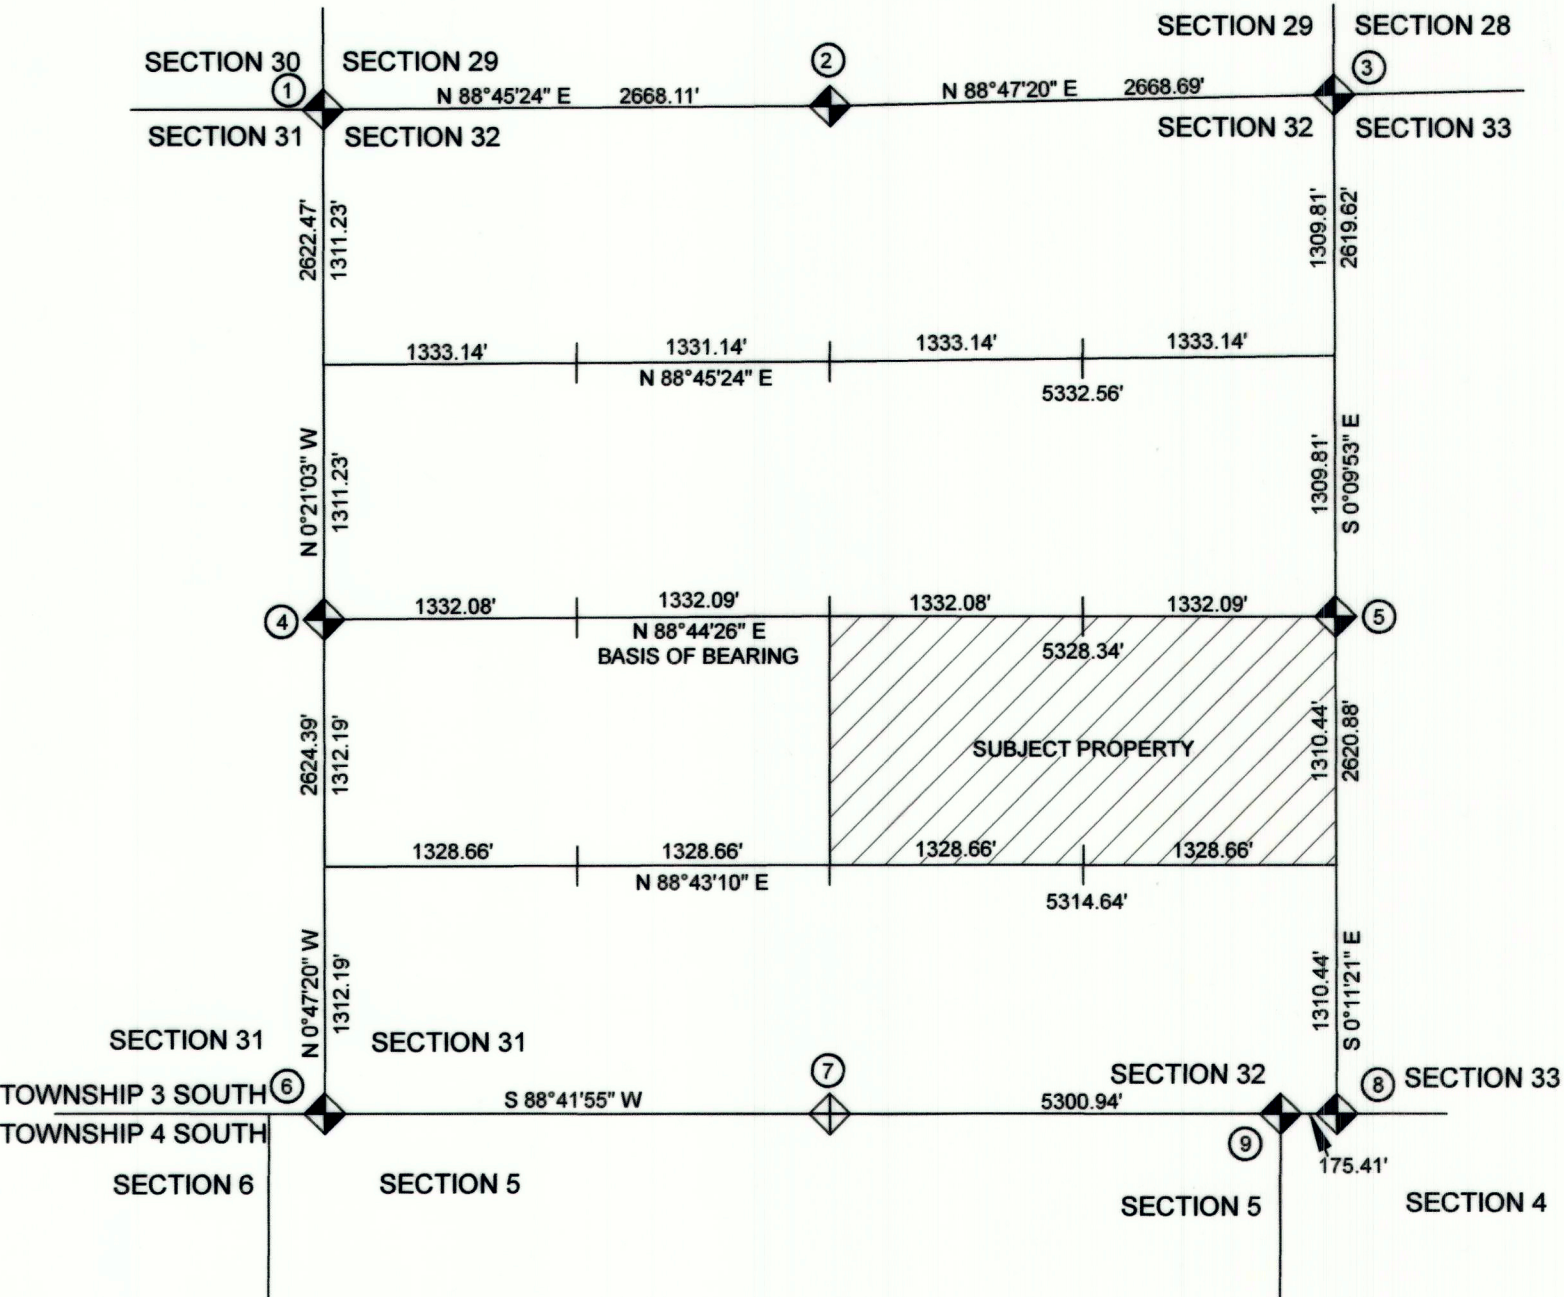 SECTION 29 SECTION 28
SECTION 30 SECTION 29
1 2 3
N 88°45'24" E 2668.11' N 88°47'20" E 2668.69'
SECTION 31 SECTION 32 SECTION 32 SECTION 33
2622.47'
1311.23'
1309.81'
2619.62'
1333.14' 1331.14' 1333.14' 1333.14'
N 88°45'24" E
5332.56'
N 0°21'03" W
1311.23'
1309.81'
S 0°09'53" E
1332.08' 1332.09' 1332.08' 1332.09'
4 5
N 88°44'26" E
BASIS OF BEARING
5328.34'
2624.39'
1312.19'
SUBJECT PROPERTY
1310.44'
2620.88'
1328.66' 1328.66' 1328.66' 1328.66'
N 88°43'10" E
5314.64'
N 0°47'20" W
1312.19'
1310.44'
S 0°11'21" E
SECTION 31 SECTION 31
SECTION 32 8 SECTION 33
TOWNSHIP 3 SOUTH 6 7
S 88°41'55" W 5300.94'
TOWNSHIP 4 SOUTH
9 175.41'
SECTION 6 SECTION 5
SECTION 5 SECTION 4